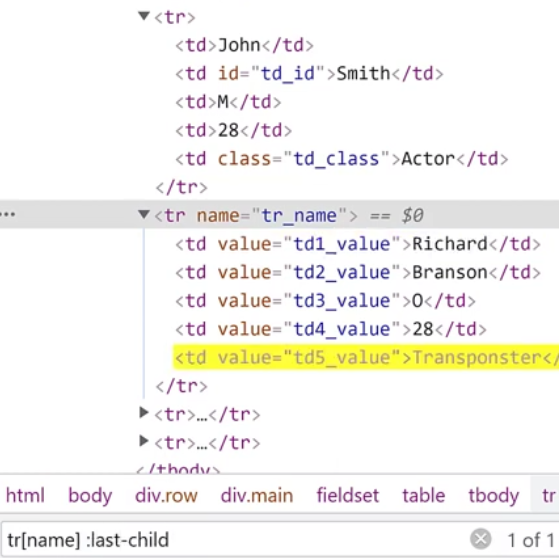 ▼<tr>
<td>John</td>
<td id="td_id">Smith</td>
<td>M</td>
<td>28</td>
<td class="td_class">Actor</td>
</tr>
… ▼<tr name="tr_name"> == $0
<td value="td1_value">Richard</td>
<td value="td2_value">Branson</td>
<td value="td3_value">O</td>
<td value="td4_value">28</td>
<td value="td5_value">Transponster</
</tr>
▶<tr>…</tr>
▶<tr>…</tr>
</tbody>
html body div.row div.main fieldset table tbody tr
tr[name] :last-child 1 of 1